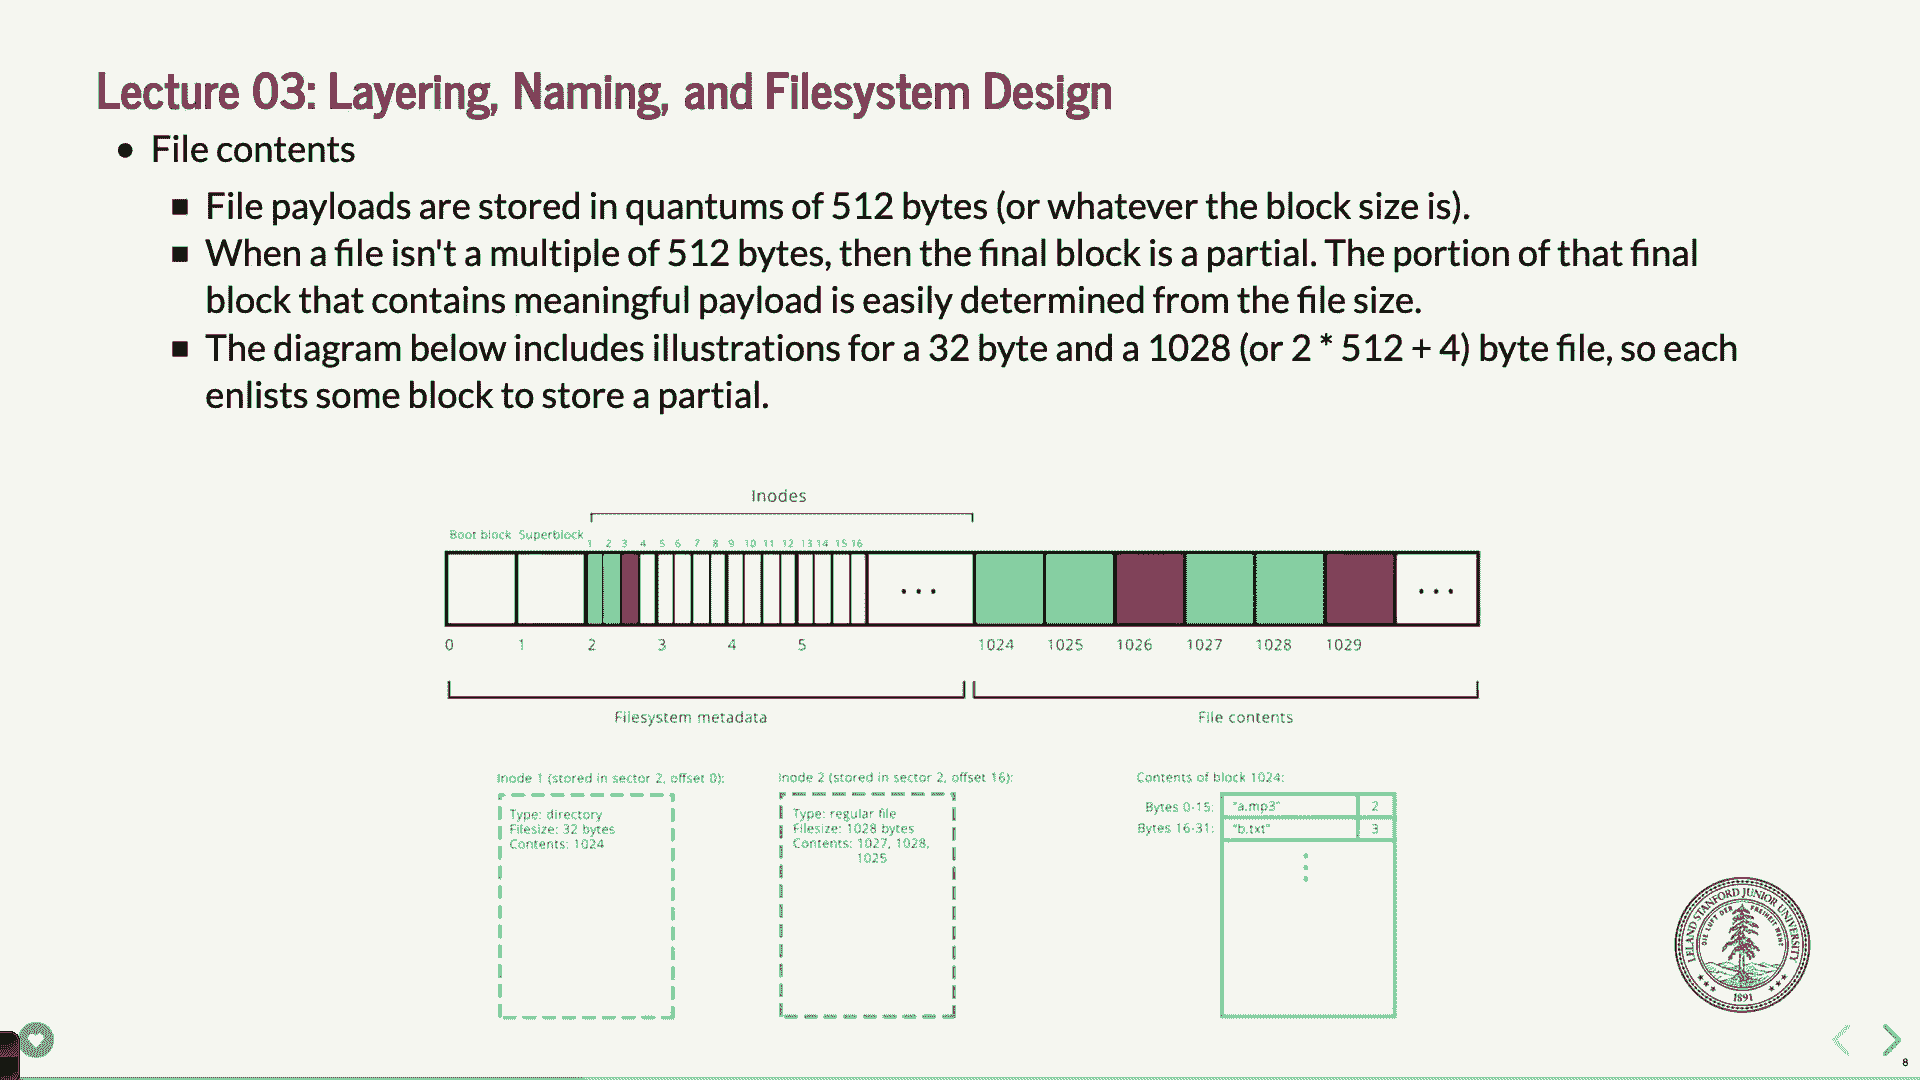 Lecture 03: Layering, Naming, and Filesystem Design
File contents
File payloads are stored in quantums of 512 bytes (or whatever the block size is).
When a file isn't a multiple of 512 bytes, then the final block is a partial. The portion of that final
block that contains meaningful payload is easily determined from the file size.
The diagram below includes illustrations for a 32 byte and a 1028 (or 2 * 512 + 4) byte file, so each
enlists some block to store a partial.
Inodes
Boot block Superblock
1 2 3 4 5 6 7 8 9 10 11 12 13 14 15 16
0 1 2 3 4 5 1024 1025 1026 1027 1028 1029
Filesystem metadata File contents
Inode 1 (stored in sector 2, offset 0):
Type: directory
Filesize: 32 bytes
Contents: 1024
Inode 2 (stored in sector 2, offset 16):
Type: regular file
Filesize: 1028 bytes
Contents: 1027, 1028,
1025
Contents of block 1024:
Bytes 0-15: "a.mp3" 2
Bytes 16-31: "b.txt" 3
LELAND STANFORD JUNIOR UNIVERSITY
DIE LUFT DER FREIHEIT WEHT
1891
8